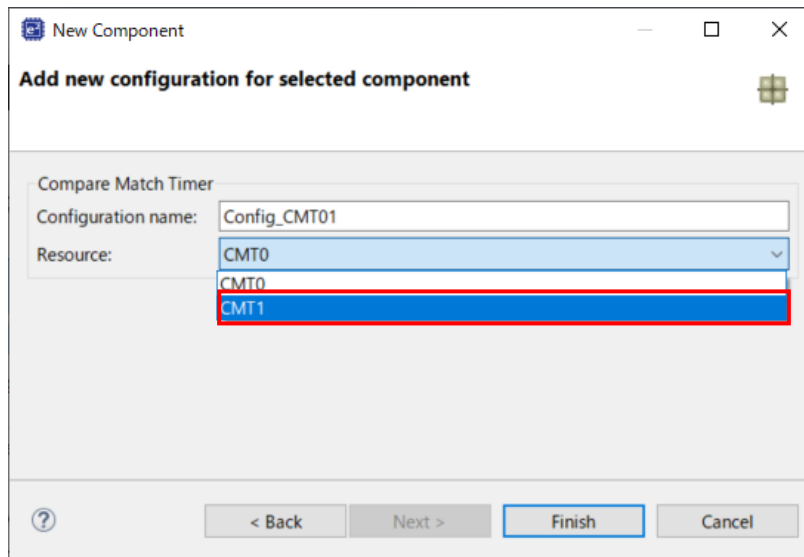 New Component
Add new configuration for selected component
Compare Match Timer
Configuration name: Config_CMT01
Resource: CMT0
CMT0
CMT1
< Back Next > Finish Cancel